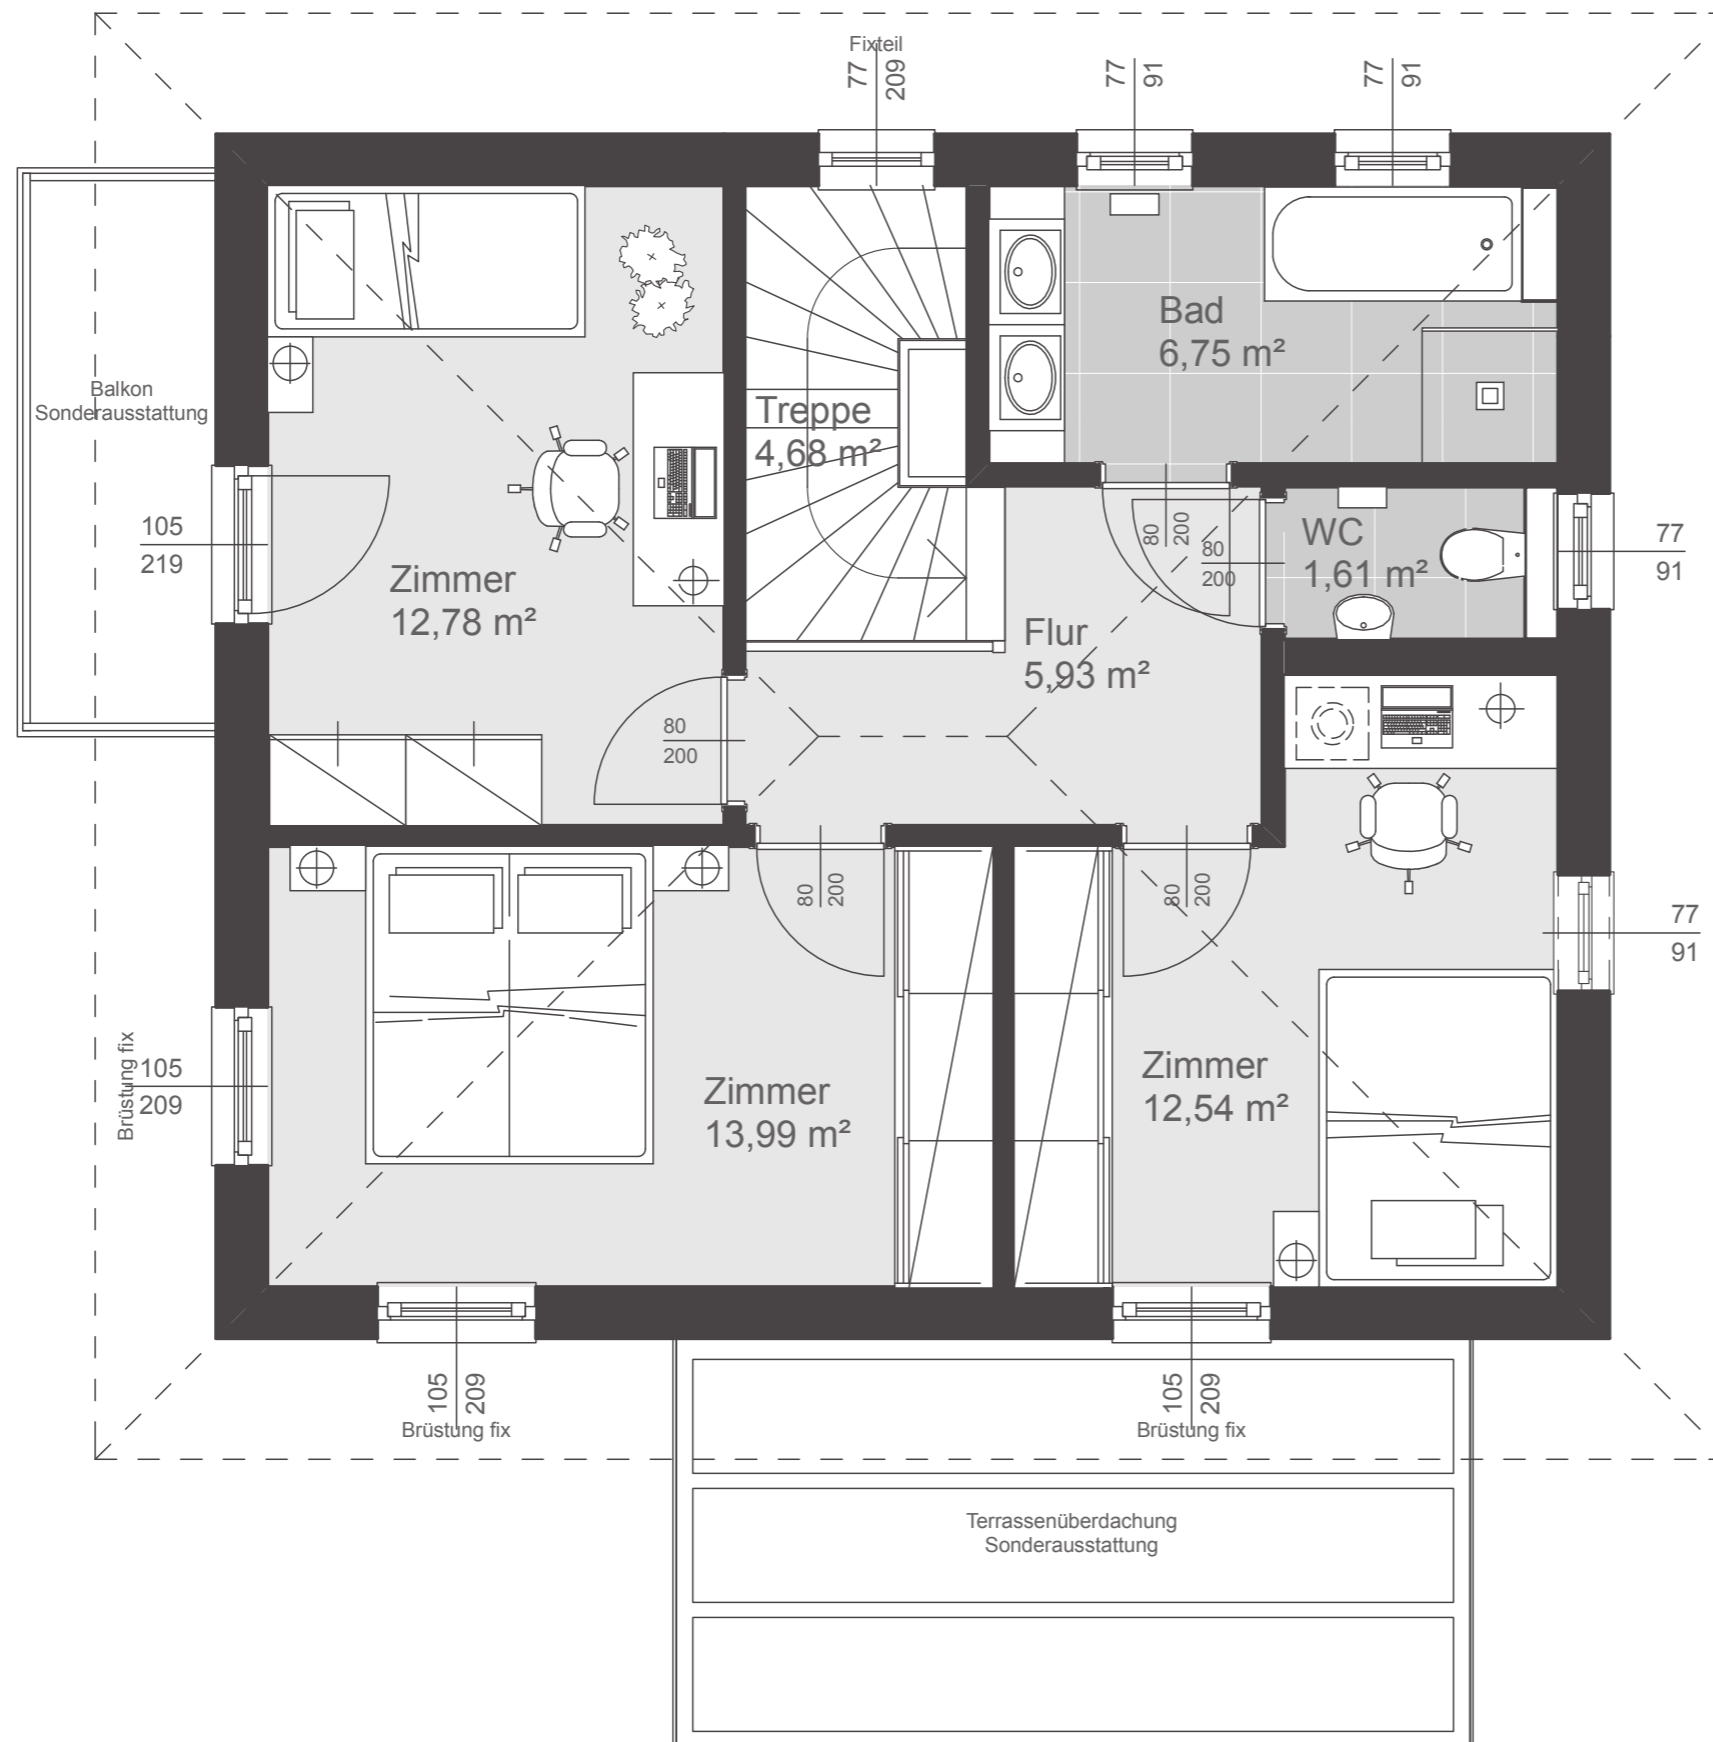 Fixteil
77
209
77
91
77
91
Balkon
Sonderausstattung
Bad
6,75 m²
Treppe
4,68 m²
105
219
Zimmer
12,78 m²
80
200
80
200
WC
1,61 m²
77
91
Flur
5,93 m²
80
200
80
200
80
200
77
91
Brüstung fix
105
209
Zimmer
13,99 m²
Zimmer
12,54 m²
105
209
Brüstung fix
105
209
Brüstung fix
Terrassenüberdachung
Sonderausstattung